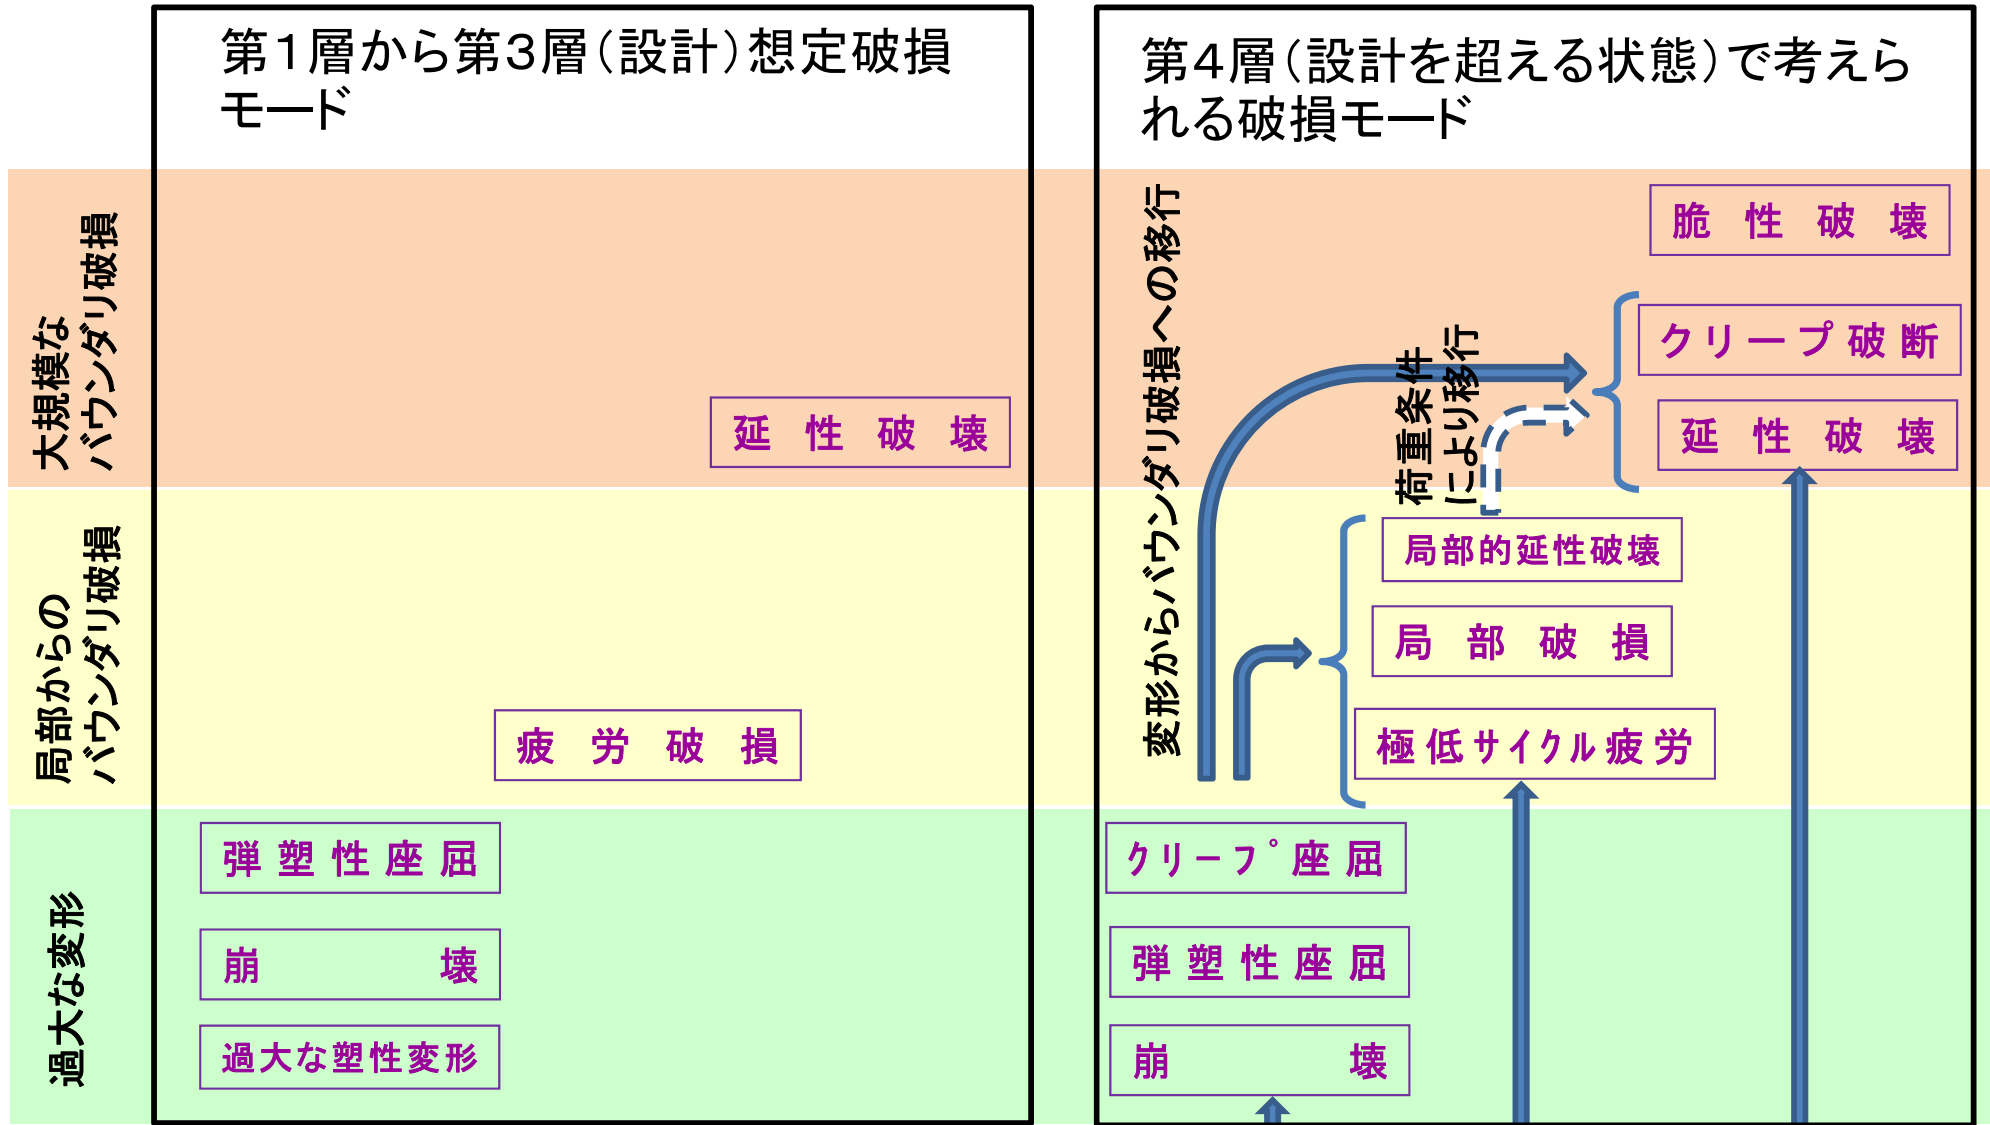 第１層から第３層（設計）想定破損
モード
第４層（設計を超える状態）で考えら
れる破損モード
大規模な
バウンダリ破損
延性破壊
変形からバウンダリ破損への移行
荷重条件
により移行
脆性破壊
クリープ破断
延性破壊
局部からの
バウンダリ破損
疲労破損
局部的延性破壊
局部破損
極低サイクル疲労
過大な変形
弾塑性座屈
崩壊
過大な塑性変形
ｸﾘｰﾌﾟ座屈
弾塑性座屈
崩壊